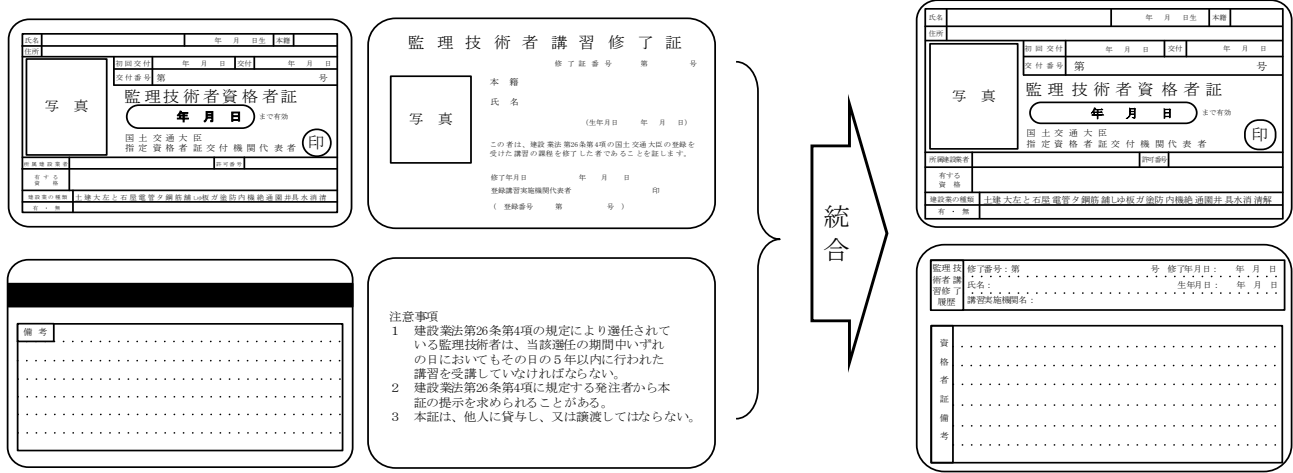 氏名 年 月 日生 本籍
住所
初回交付 年 月 日 交付 年 月 日
交付番号 第 号
写 真
監理技術者資格者証
年 月 日 まで有効
国土交通大臣
指定資格者証交付機関代表者 印
所属建設業者 許可番号
有する
資 格
建設業の種類 土建大左と石屋電管タ鋼筋舗しゆ板ガ塗防内機絶通園井具水消清
有・無
備 考
監理技術者講習修了証
修了証番号 第 号
本 籍
氏 名
写 真
(生年月日 年 月 日)
この者は、建設業法第26条第4項の国土交通大臣の登録を
受けた講習の課程を修了した者であることを証します。
修了年月日 年 月 日
登録講習実施機関代表者 印
( 登録番号 第 号 )
注意事項
1 建設業法第26条第4項の規定により選任されて
いる監理技術者は、当該選任の期間中いずれ
の日においてもその日の5年以内に行われた
講習を受講していなければならない。
2 建設業法第26条第4項に規定する発注者から本
証の提示を求められることがある。
3 本証は、他人に貸与し、又は譲渡してはならない。
統合
氏名 年 月 日生 本籍
住所
初回交付 年 月 日 交付 年 月 日
交付番号 第 号
写 真
監理技術者資格者証
年 月 日 まで有効
国土交通大臣
指定資格者証交付機関代表者 印
所属建設業者 許可番号
有する
資 格
建設業の種類 土建大左と石屋電管タ鋼筋舗しゆ板ガ塗防内機絶通園井具水消清解
有・無
監理技術者講習修了履歴
修了番号:第 号 修了年月日: 年 月 日
氏名: 生年月日: 年 月 日
講習実施機関名:
資格者証備考